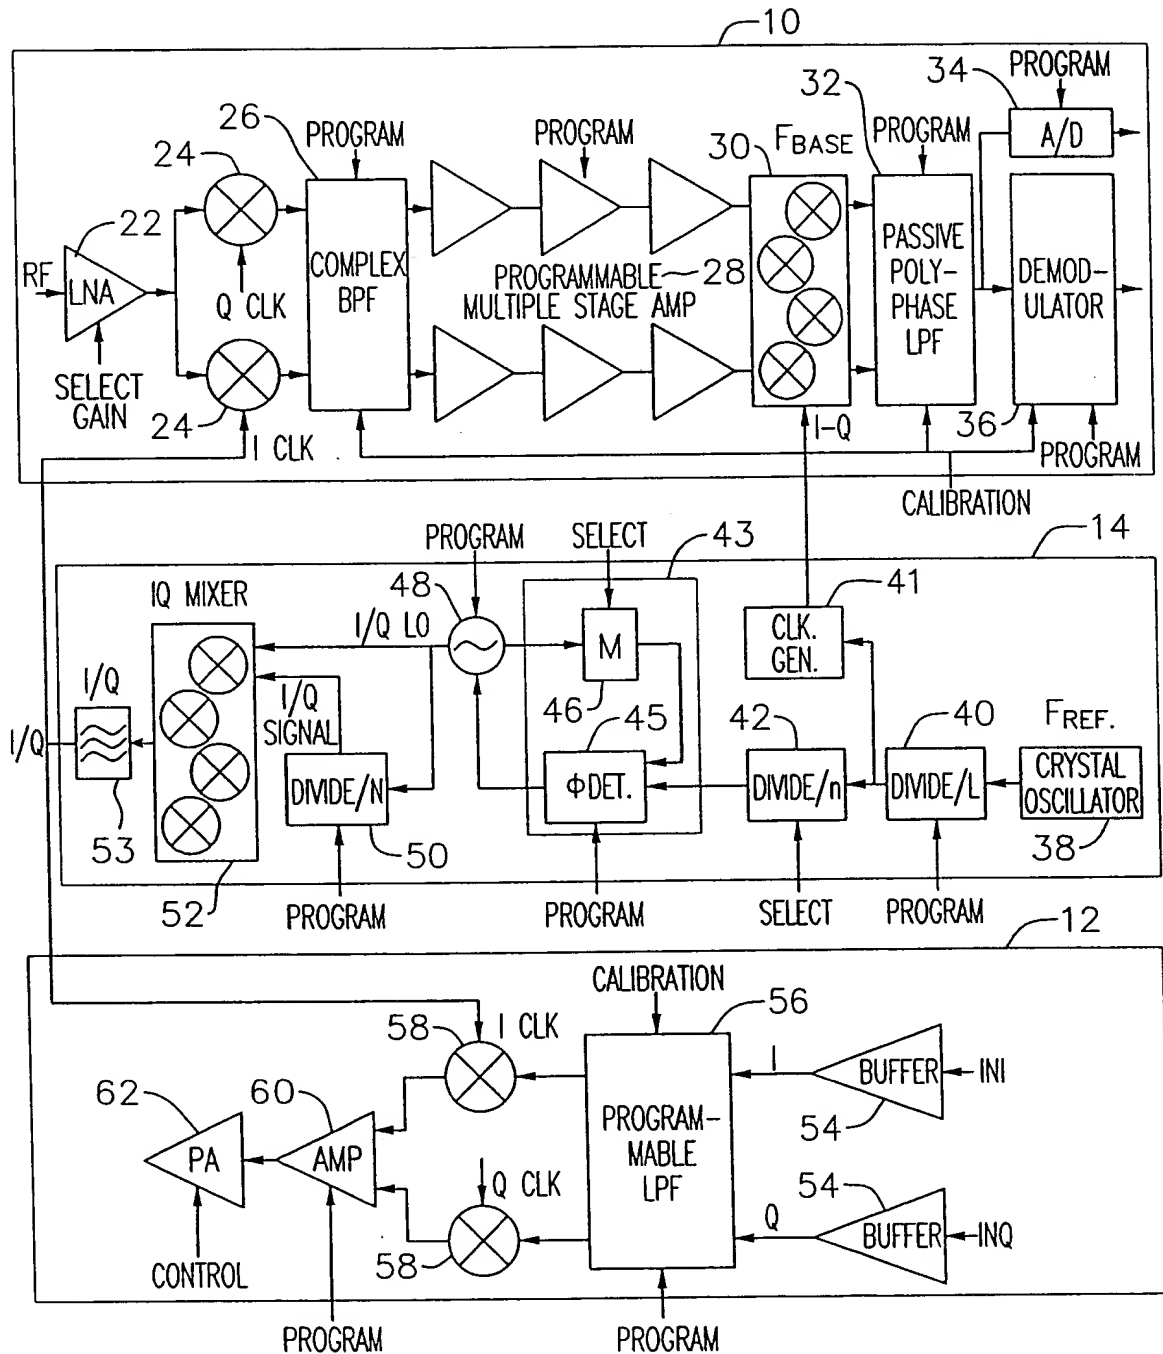 10
PROGRAM
34
A/D
32
PROGRAM
26
PROGRAM
PROGRAM
FBASE
30
24
22
RF
LNA
Q CLK
COMPLEX
BPF
PROGRAMMABLE
MULTIPLE STAGE AMP
28
PASSIVE
POLY-
PHASE
LPF
DEMOD-
ULATOR
SELECT
GAIN
24
I CLK
I-Q
36
PROGRAM
CALIBRATION
14
PROGRAM
SELECT
43
IQ MIXER
48
I/Q LO
M
41
CLK.
GEN.
I/Q
I/Q
I/Q
SIGNAL
46
45
42
40
FREF.
DIVIDE/N
ΦDET.
DIVIDE/n
DIVIDE/L
CRYSTAL
OSCILLATOR
53
50
38
52
PROGRAM
PROGRAM
SELECT
PROGRAM
12
CALIBRATION
56
58
I CLK
I
BUFFER
INI
54
62
60
PA
AMP
PROGRAM-
MABLE
LPF
Q CLK
54
Q
BUFFER
INQ
58
CONTROL
PROGRAM
PROGRAM